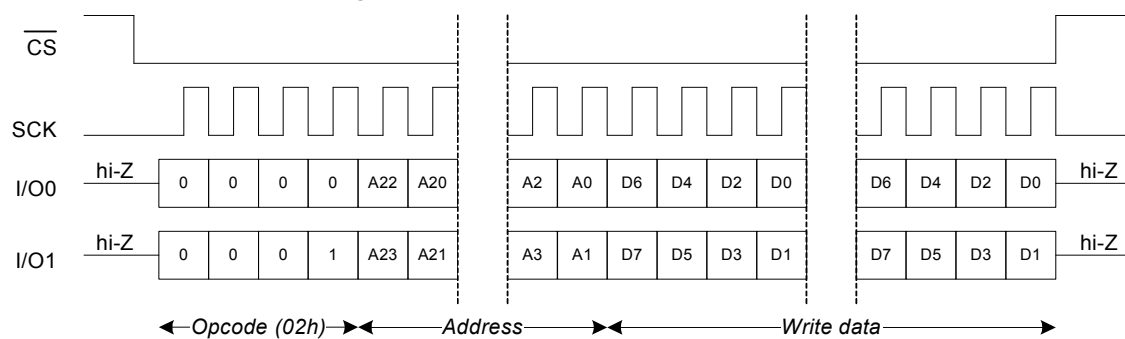 CS
SCK
hi-Z hi-Z
I/O0 0 0 0 0 A22 A20 A2 A0 D6 D4 D2 D0 D6 D4 D2 D0
hi-Z hi-Z
I/O1 0 0 0 1 A23 A21 A3 A1 D7 D5 D3 D1 D7 D5 D3 D1
Opcode (02h) Address Write data